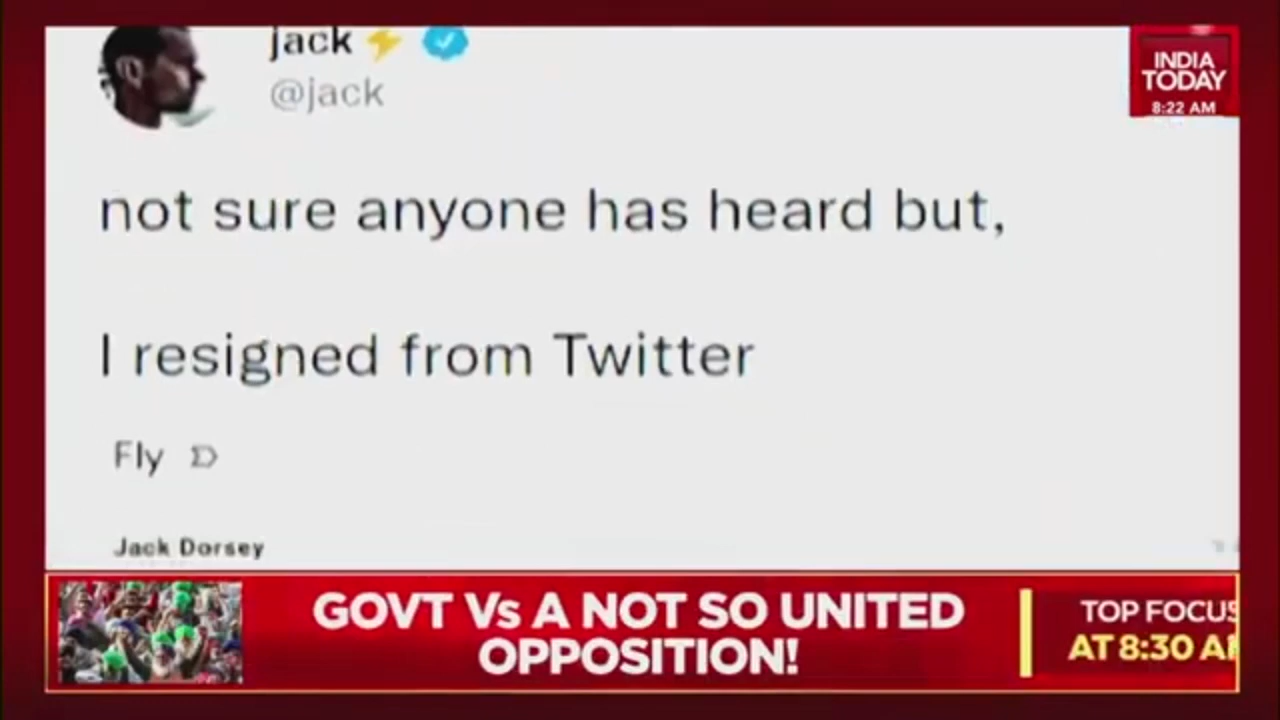 jack
@jack
INDIA
TODAY
8:22 AM
not sure anyone has heard but,
I resigned from Twitter
Fly
Jack Dorsey
GOVT Vs A NOT SO UNITED
OPPOSITION!
TOP FOCUS
AT 8:30 A